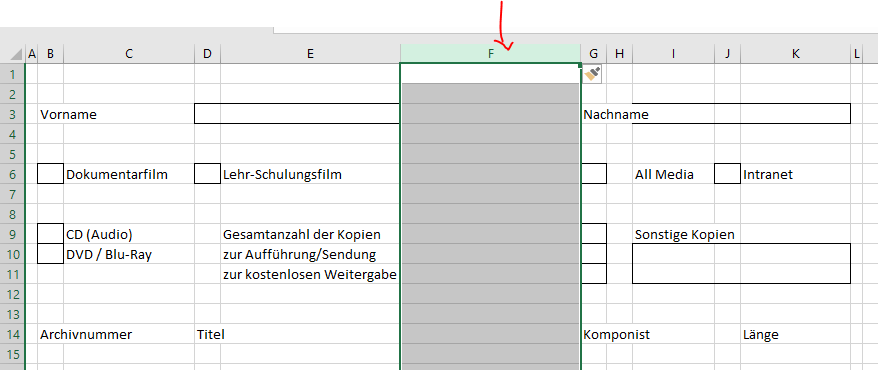 A B C D E F G H I J K L
1
2
3 Vorname Nachname
4
5
6 Dokumentarfilm Lehr-Schulungsfilm All Media Intranet
7
8
9 CD (Audio) Gesamtanzahl der Kopien Sonstige Kopien
10 DVD / Blu-Ray zur Aufführung/Sendung
11 zur kostenlosen Weitergabe
12
13
14 Archivnummer Titel Komponist Länge
15